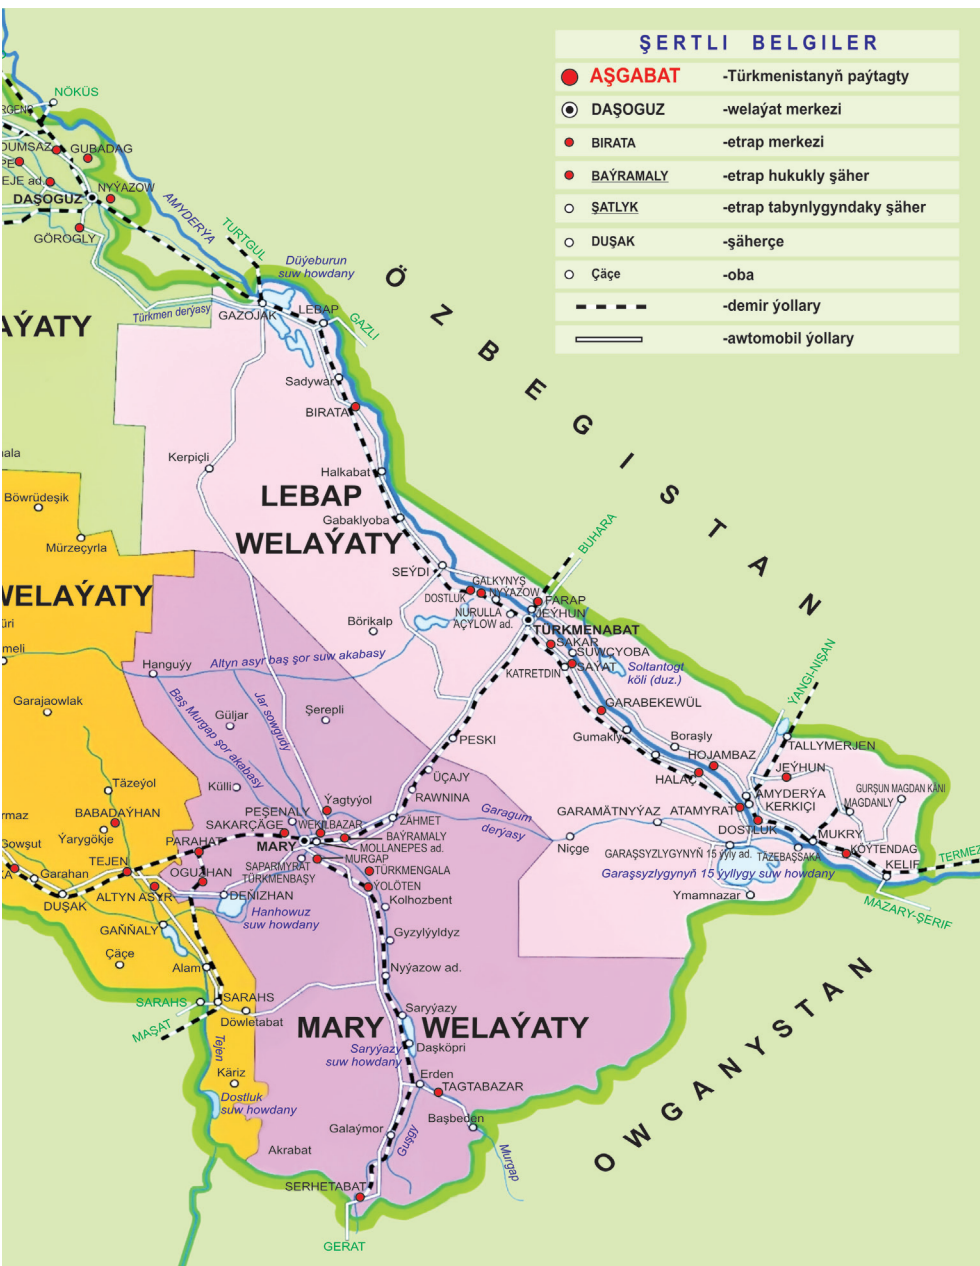 ŞERTLI BELGILER
AŞGABAT -Türkmenistanyň paýtagty
DAŞOGUZ -welaýat merkezi
BIRATA -etrap merkezi
BAÝRAMALY -etrap hukukly şäher
ŞATLYK -etrap tabynlygyndaky şäher
DUŞAK -şäherçe
Çäçe -oba
-demir ýollary
-awtomobil ýollary
NÖKÜS
GUBADAG
EJE ad.
NYÝAZOW
DAŞOGUZ
GÖROGLY
AMYDERÝA
TURTGUL
Düýeburun
suw howdany
Türkmen derýasy
GAZOJAK
LEBAP
GAZLI
ÖZBEGISTAN
AÝATY
Sadywar
BIRATA
Kerpiçli
Halkabat
LEBAP
WELAÝATY
Gabaklyoba
Böwrüdeşik
Mürzeçyrla
BUHARA
SEÝDI
GALKYNYŞ
DOSTLUK
NYÝAZOW
FARAP
JEÝHUN
NURULLA
AÇYLOW ad.
TÜRKMENABAT
WELAÝATY
Börikalp
SAKAR
SUWÇYOBA
SAÝAT
KATRETDIN
Soltantogt
köli (duz.)
ÝANGI-NIŞAN
Hanguýy
Altyn asyr baş şor suw akabasy
Baş Murgap şor akabasy
Jar sowgudy
Garajaowlak
Güljar
Şerepli
GARABEKEWÜL
Gumakly
Boraşly
HOJAMBAZ
HALAÇ
TALLYMERJEN
JEÝHUN
PESKI
ÜÇAJY
RAWNINA
Külli
Täzeýol
Ýagtyýol
PEŞENALY
AMYDERÝA
KERKIÇI
GURŞUN MAGDAN KÄNI
MAGDANLY
Garagum
derýasy
GARAMÄTNYÝAZ
ATAMYRAT
DOSTLUK
BABADAÝHAN
SAKARÇÄGE
WEKILBAZAR
ZÄHMET
BAÝRAMALY
MOLLANEPES ad.
MARY
Ýarygökje
PARAHAT
MURGAP
SAPARMYRAT
TÜRKMENBAŞY
TÜRKMENGALA
ÝOLÖTEN
Niçge
MUKRY
GARAŞSYZLYGYNYŇ 15 ýyly ad.
TÄZEBAŞSAKA
KÖÝTENDAG
TERMEZ
KELIF
Garaşsyzlygynyň 15 ýyllygy suw howdany
Gowşut
TEJEN
OGUZHAN
Garahan
DUŞAK
ALTYN ASYR
DENIZHAN
Kolhozbent
Ymamnazar
MAZARY-ŞERIF
Hanhowuz
suw howdany
GAŇŇALY
Gyzylýyldyz
Çäçe
Alam
Nyýazow ad.
SARAHS
SARAHS
Döwletabat
MAŞAT
MARY WELAÝATY
Saryýazy
Saryýazy
suw howdany
Daşköpri
Tejen
Käriz
Erden
TAGTABAZAR
Dostluk
suw howdany
Başbeden
Galaýmor
Guşgy
Murgap
Akrabat
SERHETABAT
GERAT
OWGANYSTAN